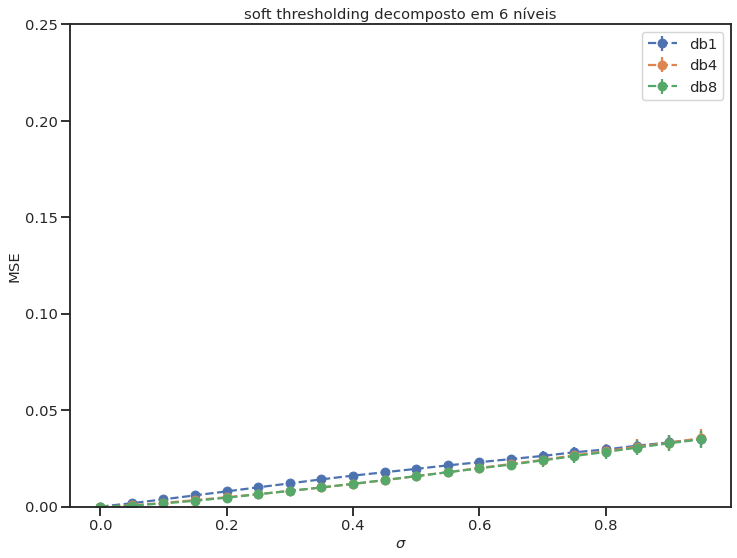 soft thresholding decomposto em 6 níveis
0.25
0.20
0.15
0.10
0.05
0.00
MSE
db1
db4
db8
0.0 0.2 0.4 0.6 0.8
σ